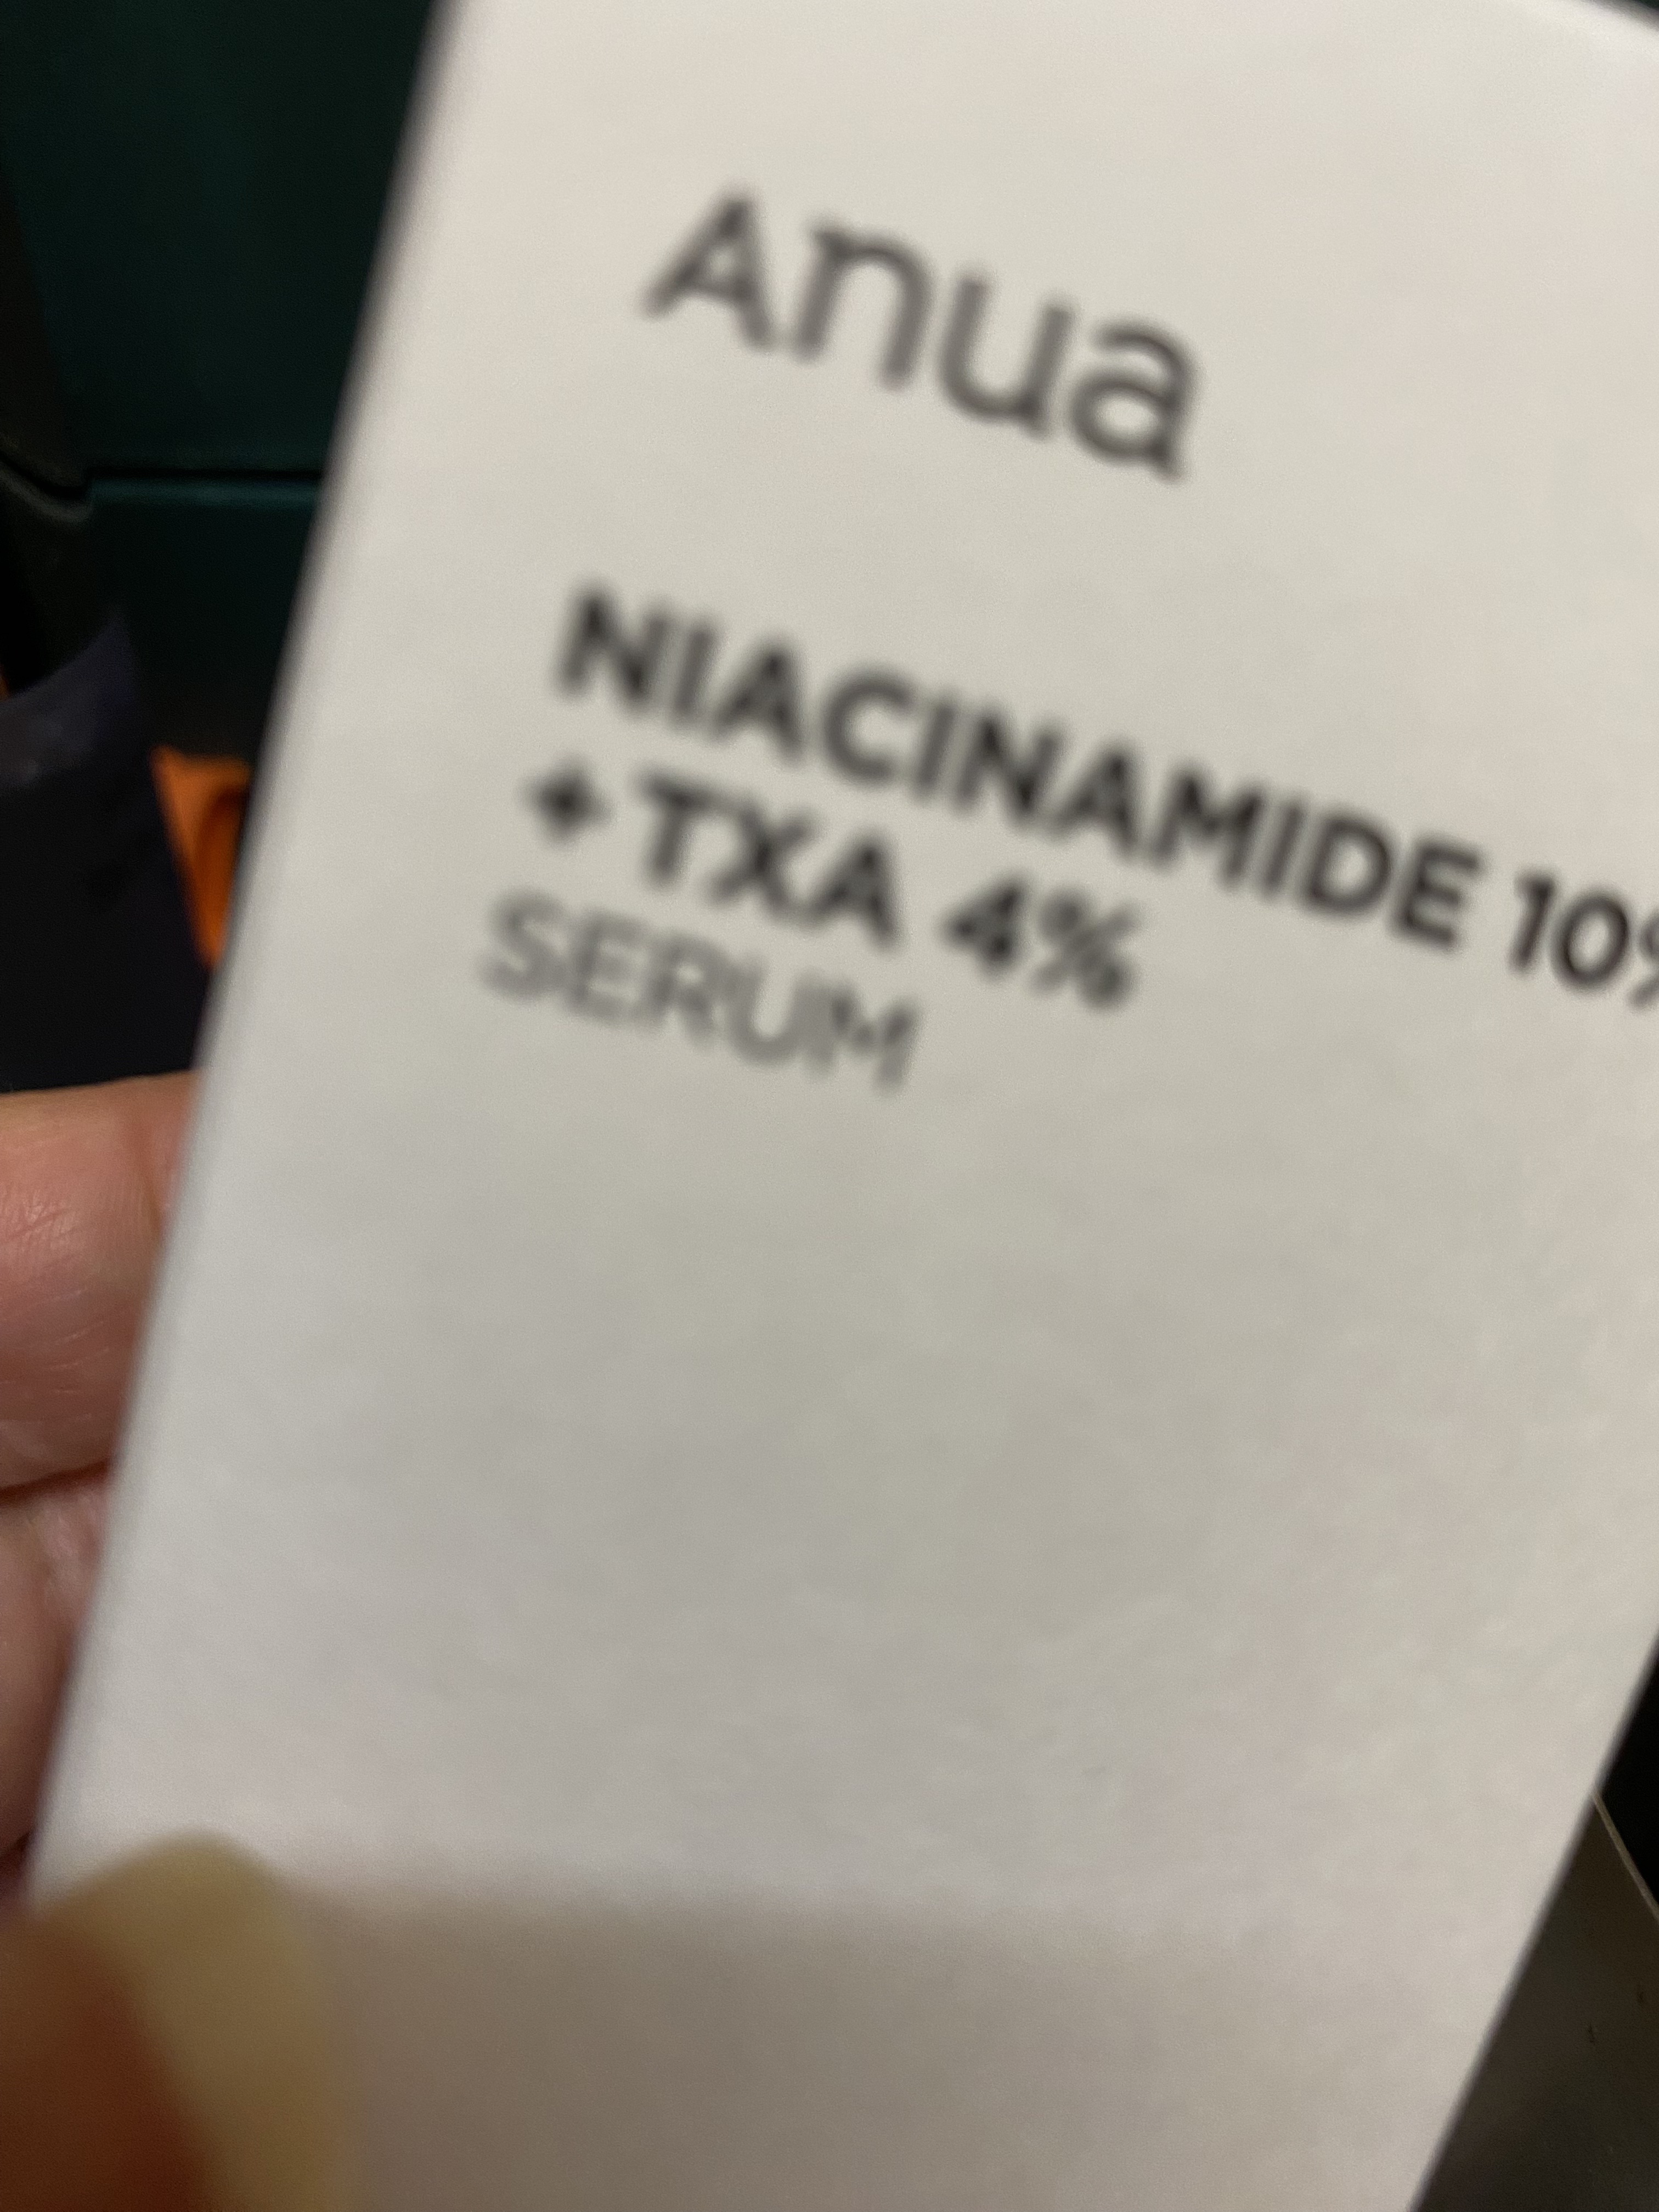 Anua
NIACINAMIDE 10%
+ TXA 4%
SERUM